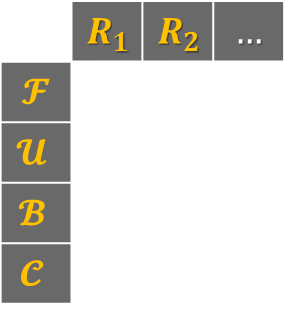 R₁ R₂ ...
ℱ
𝒰
ℬ
𝒞